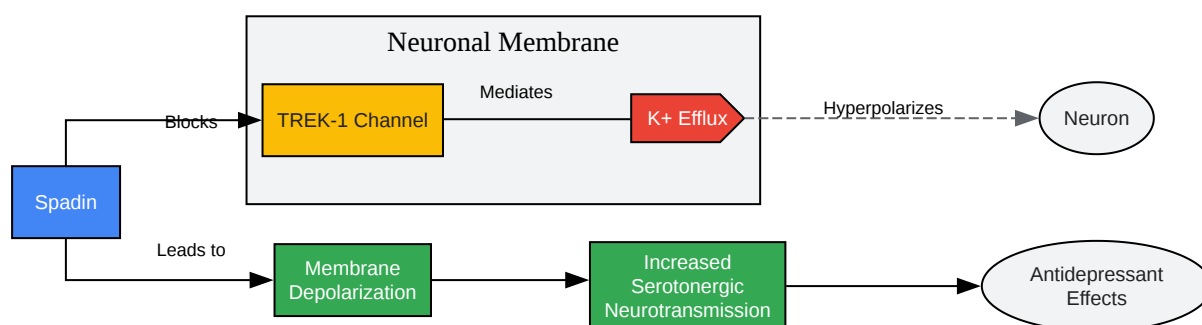 Neuronal Membrane
Blocks
TREK-1 Channel
Mediates
K+ Efflux
Hyperpolarizes
Neuron
Spadin
Leads to
Membrane
Depolarization
Increased
Serotonergic
Neurotransmission
Antidepressant
Effects